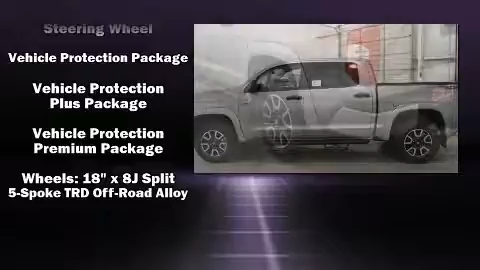 Steering Wheel
Vehicle Protection Package
Vehicle Protection
Plus Package
Vehicle Protection
Premium Package
Wheels: 18" x 8J Split
5-Spoke TRD Off-Road Alloy